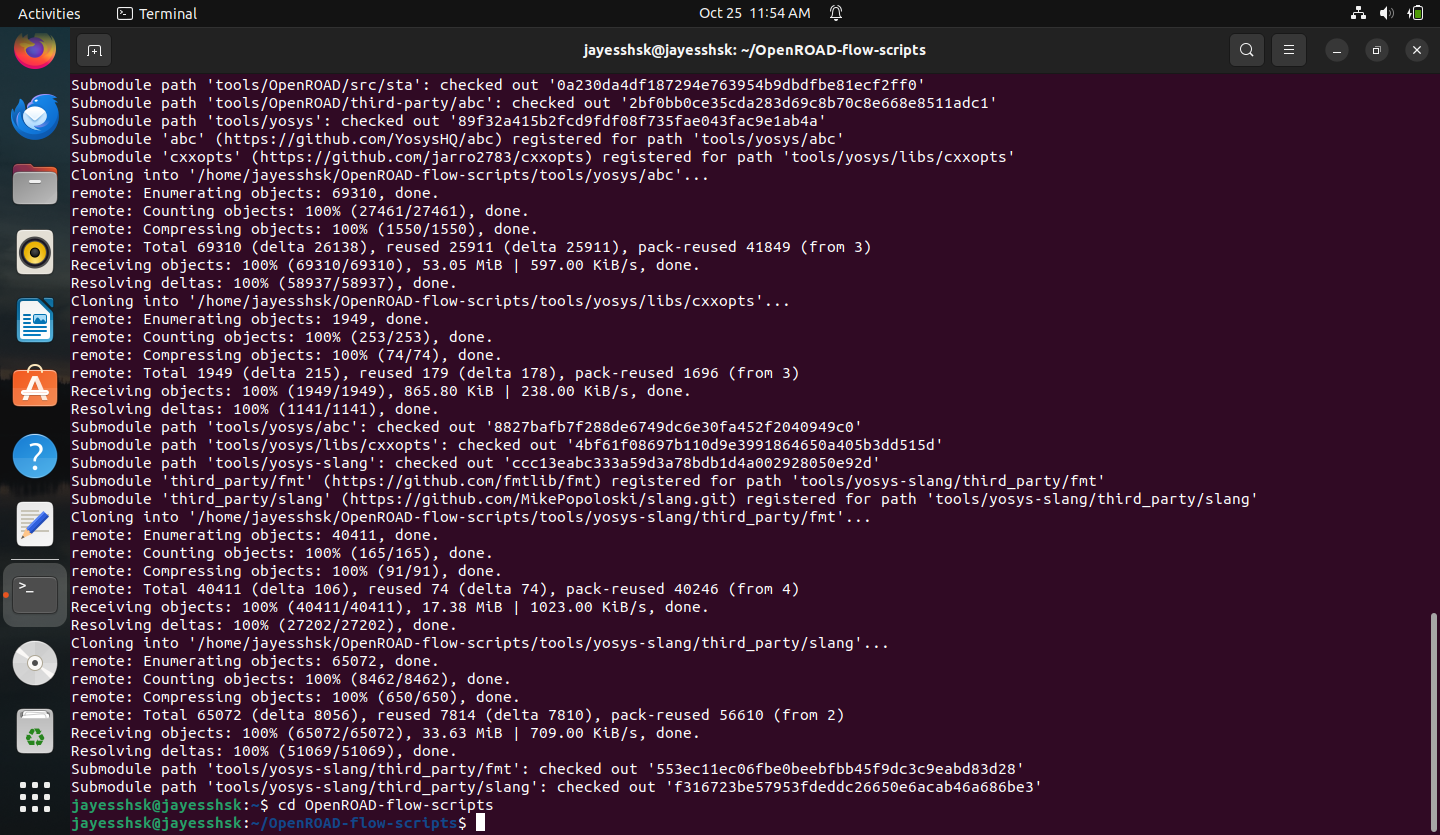 Activities
Terminal
Oct 25 11:54 AM
jayesshsk@jayesshsk: ~/OpenROAD-flow-scripts
Submodule path 'tools/OpenROAD/src/sta': checked out '0a230da4df187294e763954b9dbdfbe81ecf2ff0'
Submodule path 'tools/OpenROAD/third-party/abc': checked out '2bf0bb0ce35cda283d69c8b70c8e668e8511adc1'
Submodule path 'tools/yosys': checked out '89f32a415b2fcd9fdf08f735fae043fac9e1ab4a'
Submodule 'abc' (https://github.com/YosysHQ/abc) registered for path 'tools/yosys/abc'
Submodule 'cxxopts' (https://github.com/jarro2783/cxxopts) registered for path 'tools/yosys/libs/cxxopts'
Cloning into '/home/jayesshsk/OpenROAD-flow-scripts/tools/yosys/abc'...
remote: Enumerating objects: 69310, done.
remote: Counting objects: 100% (27461/27461), done.
remote: Compressing objects: 100% (1550/1550), done.
remote: Total 69310 (delta 26138), reused 25911 (delta 25911), pack-reused 41849 (from 3)
Receiving objects: 100% (69310/69310), 53.05 MiB | 597.00 KiB/s, done.
Resolving deltas: 100% (58937/58937), done.
Cloning into '/home/jayesshsk/OpenROAD-flow-scripts/tools/yosys/libs/cxxopts'...
remote: Enumerating objects: 1949, done.
remote: Counting objects: 100% (253/253), done.
remote: Compressing objects: 100% (74/74), done.
remote: Total 1949 (delta 215), reused 179 (delta 178), pack-reused 1696 (from 3)
Receiving objects: 100% (1949/1949), 865.80 KiB | 238.00 KiB/s, done.
Resolving deltas: 100% (1141/1141), done.
Submodule path 'tools/yosys/abc': checked out '8827bafb7f288de6749dc6e30fa452f2040949c0'
Submodule path 'tools/yosys/libs/cxxopts': checked out '4bf61f08697b110d9e3991864650a405b3dd515d'
Submodule path 'tools/yosys-slang': checked out 'ccc13eabc333a59d3a78bdb1d4a002928050e92d'
Submodule 'third_party/fmt' (https://github.com/fmtlib/fmt) registered for path 'tools/yosys-slang/third_party/fmt'
Submodule 'third_party/slang' (https://github.com/MikePopoloski/slang.git) registered for path 'tools/yosys-slang/third_party/slang'
Cloning into '/home/jayesshsk/OpenROAD-flow-scripts/tools/yosys-slang/third_party/fmt'...
remote: Enumerating objects: 40411, done.
remote: Counting objects: 100% (165/165), done.
remote: Compressing objects: 100% (91/91), done.
remote: Total 40411 (delta 106), reused 74 (delta 74), pack-reused 40246 (from 4)
Receiving objects: 100% (40411/40411), 17.38 MiB | 1023.00 KiB/s, done.
Resolving deltas: 100% (27202/27202), done.
Cloning into '/home/jayesshsk/OpenROAD-flow-scripts/tools/yosys-slang/third_party/slang'...
remote: Enumerating objects: 65072, done.
remote: Counting objects: 100% (8462/8462), done.
remote: Compressing objects: 100% (650/650), done.
remote: Total 65072 (delta 8056), reused 7814 (delta 7810), pack-reused 56610 (from 2)
Receiving objects: 100% (65072/65072), 33.63 MiB | 709.00 KiB/s, done.
Resolving deltas: 100% (51069/51069), done.
Submodule path 'tools/yosys-slang/third_party/fmt': checked out '553ec11ec06fbe0beebfbb45f9dc3c9eabd83d28'
Submodule path 'tools/yosys-slang/third_party/slang': checked out 'f316723be57953fdeddc26650e6acab46a686be3'
jayesshsk@jayesshsk:~$ cd OpenROAD-flow-scripts
jayesshsk@jayesshsk:~/OpenROAD-flow-scripts$